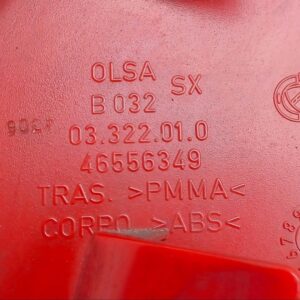 OLSA SX
B 032
03.322.01.0
46556349
TRAS. >PMMA<
CORPO >ABS<